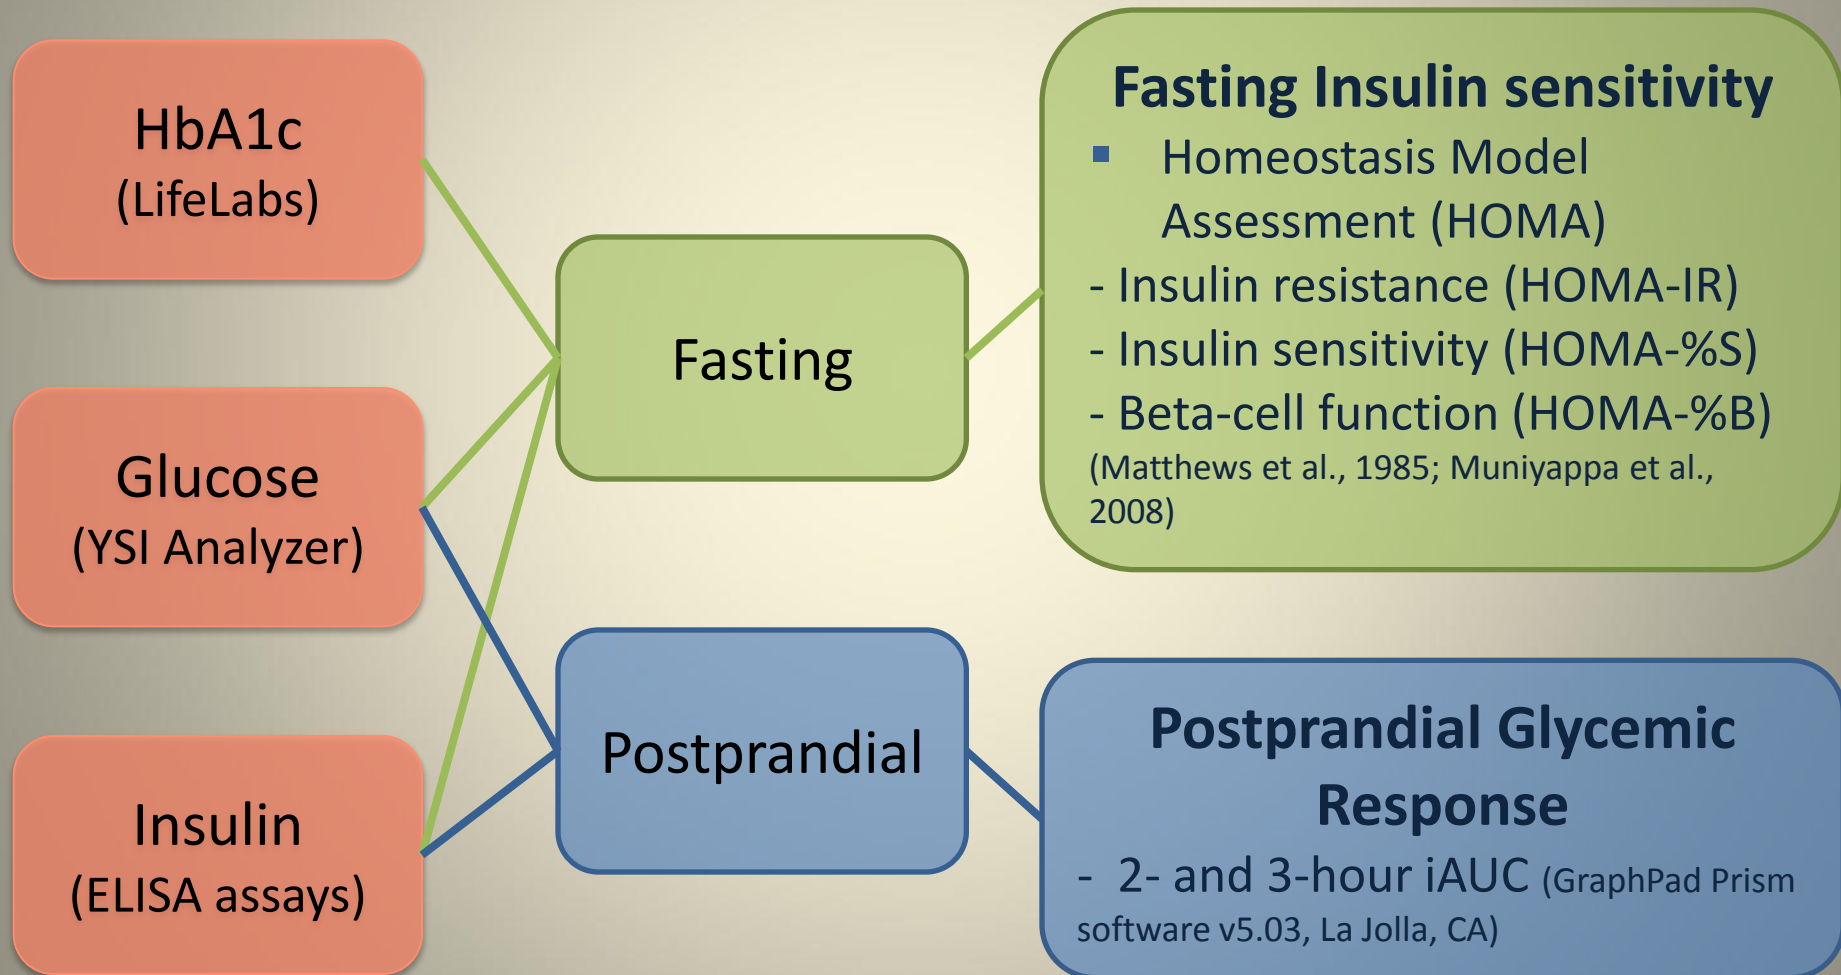 HbA1c
(LifeLabs)
Glucose
(YSI Analyzer)
Insulin
(ELISA assays)
Fasting
Postprandial
Fasting Insulin sensitivity
▪ Homeostasis Model
Assessment (HOMA)
- Insulin resistance (HOMA-IR)
- Insulin sensitivity (HOMA-%S)
- Beta-cell function (HOMA-%B)
(Matthews et al., 1985; Muniyappa et al.,
2008)
Postprandial Glycemic
Response
- 2- and 3-hour iAUC (GraphPad Prism
software v5.03, La Jolla, CA)